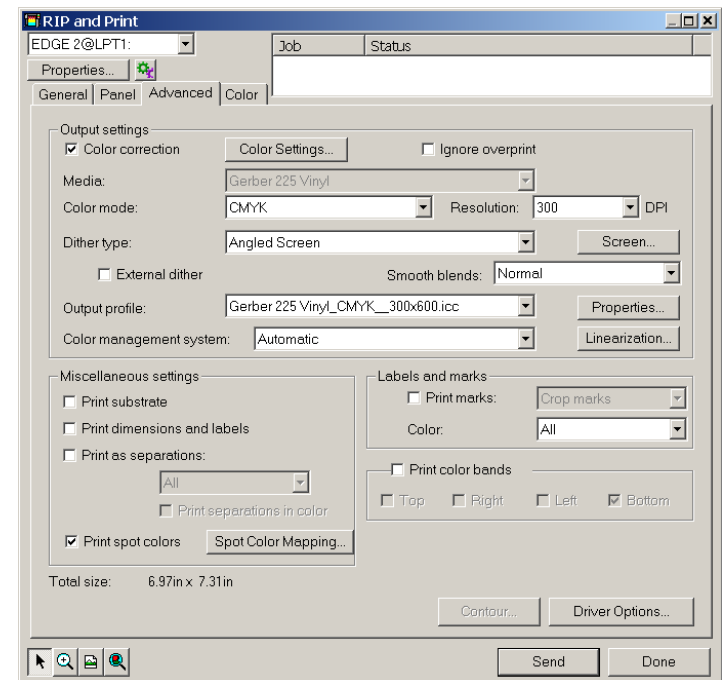 RIP and Print
EDGE 2@LPT1:
Job Status
Properties...
General Panel Advanced Color
Output settings
Color correction Color Settings... Ignore overprint
Media: Gerber 225 Vinyl
Color mode: CMYK Resolution: 300 DPI
Dither type: Angled Screen Screen...
External dither Smooth blends: Normal
Output profile: Gerber 225 Vinyl_CMYK__300x600.icc Properties...
Color management system: Automatic Linearization...
Miscellaneous settings
Print substrate
Print dimensions and labels
Print as separations:
All
Print separations in color
Print spot colors Spot Color Mapping...
Labels and marks
Print marks: Crop marks
Color: All
Print color bands
Top Right Left Bottom
Total size: 6.97in x 7.31in
Contour... Driver Options...
Send Done